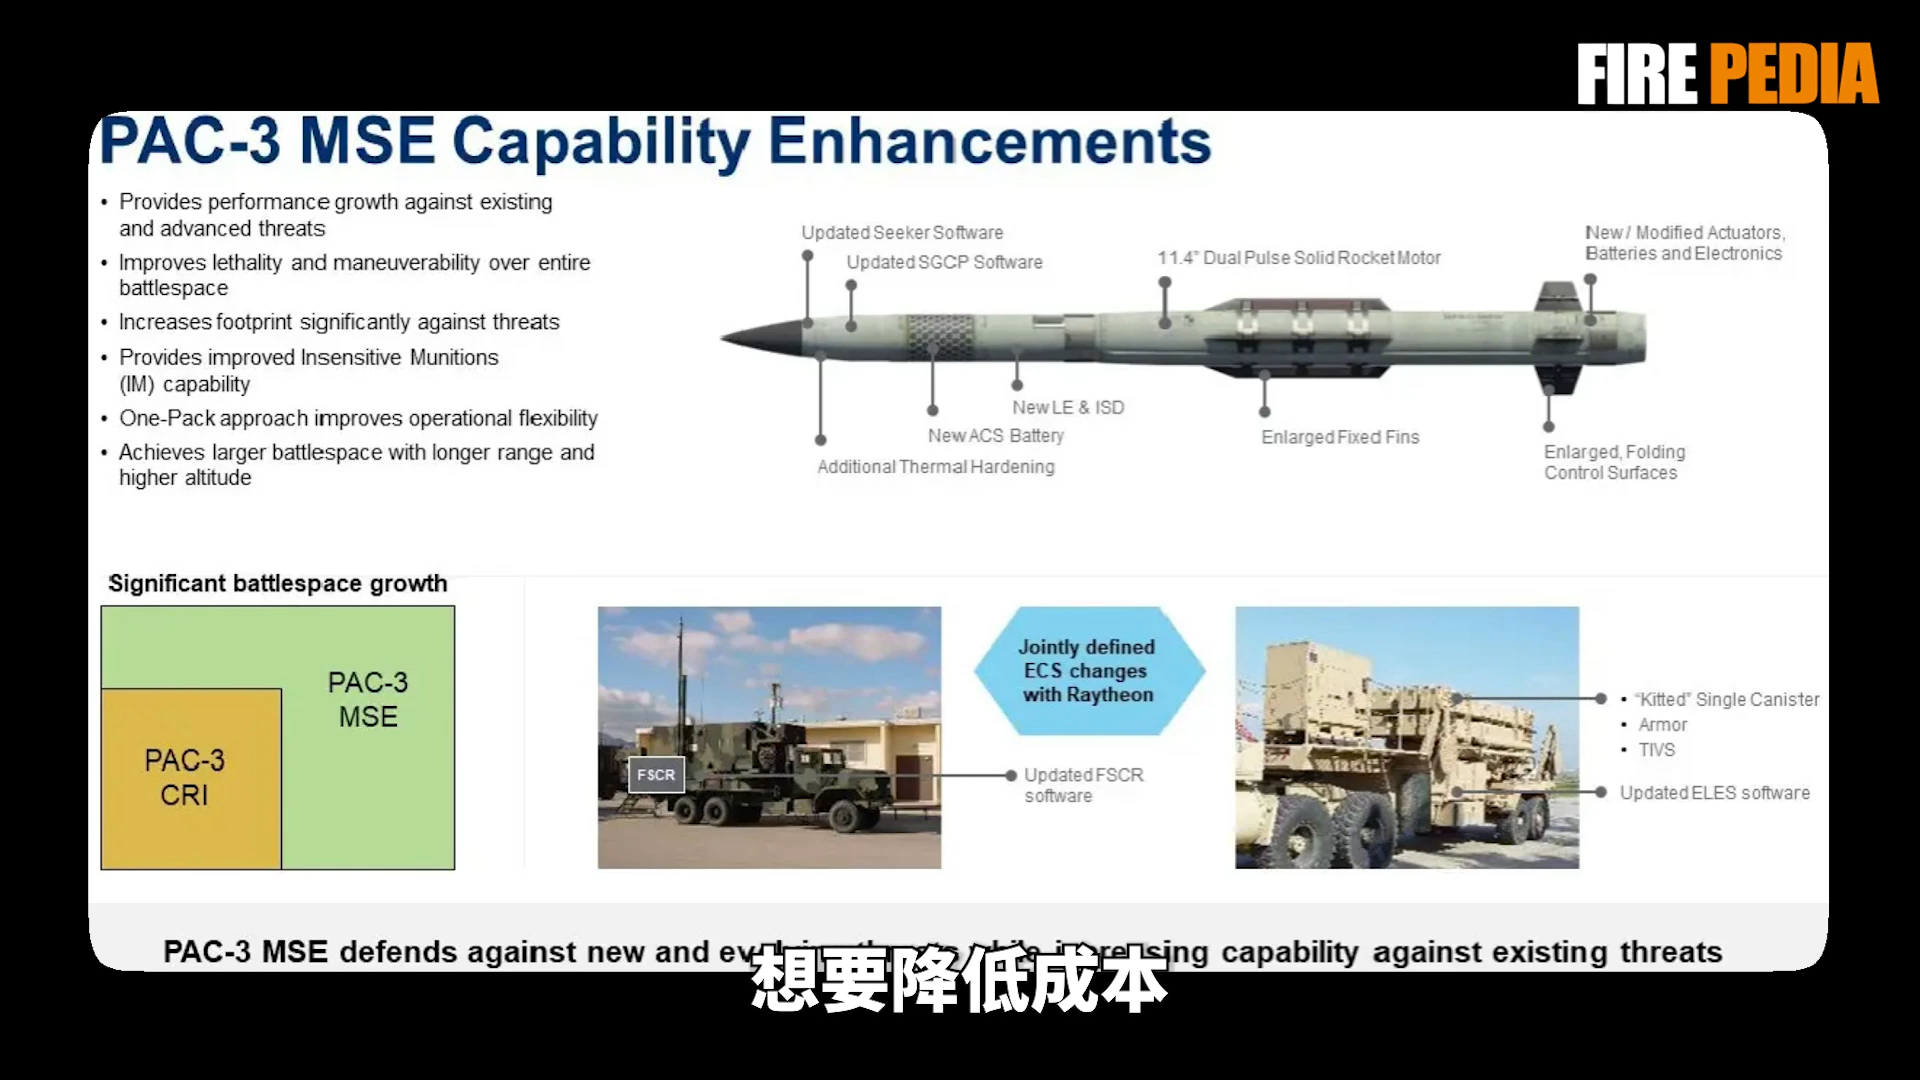 FIRE PEDIA
PAC-3 MSE Capability Enhancements
• Provides performance growth against existing
and advanced threats
• Improves lethality and maneuverability over entire
battlespace
• Increases footprint significantly against threats
• Provides improved Insensitive Munitions
(IM) capability
• One-Pack approach improves operational flexibility
• Achieves larger battlespace with longer range and
higher altitude
Updated Seeker Software
Updated SGCP Software
11.4" Dual Pulse Solid Rocket Motor
New / Modified Actuators,
Batteries and Electronics
New LE & ISD
New ACS Battery
Additional Thermal Hardening
Enlarged Fixed Fins
Enlarged, Folding
Control Surfaces
Significant battlespace growth
PAC-3
MSE
PAC-3
CRI
FSCR
Jointly defined
ECS changes
with Raytheon
Updated FSCR
software
• “Kitted” Single Canister
• Armor
• TIVS
Updated ELES software
PAC-3 MSE defends against new and capability against existing threats
想要降低成本